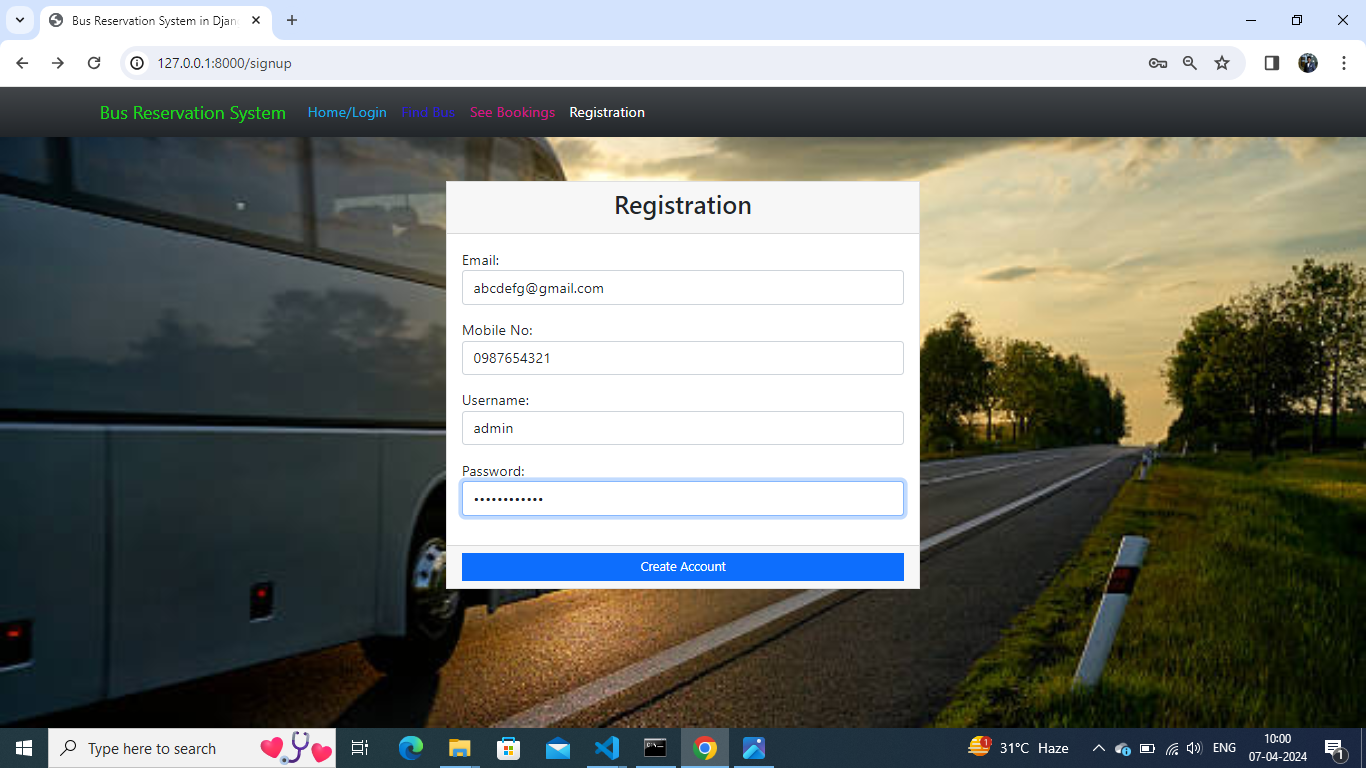 Bus Reservation System in Djan
127.0.0.1:8000/signup
Bus Reservation System Home/Login Find Bus See Bookings Registration
Registration
Email:
abcdefg@gmail.com
Mobile No:
0987654321
Username:
admin
Password:
••••••••••••
Create Account
Type here to search
1
31°C Haze
ENG
10:00
07-04-2024
1